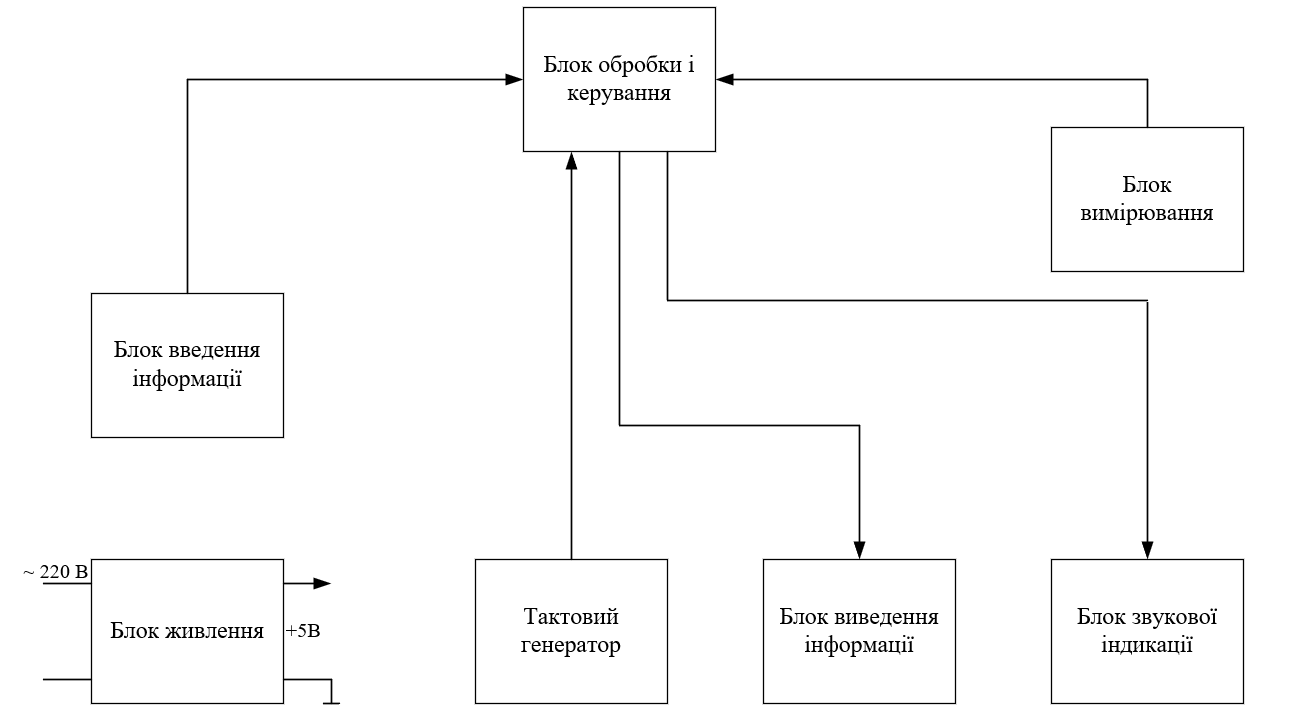 Блок обробки і
керування
Блок
вимірювання
Блок введення
інформації
~ 220 В
Блок живлення
+5В
Тактовий
генератор
Блок виведення
інформації
Блок звукової
індикації